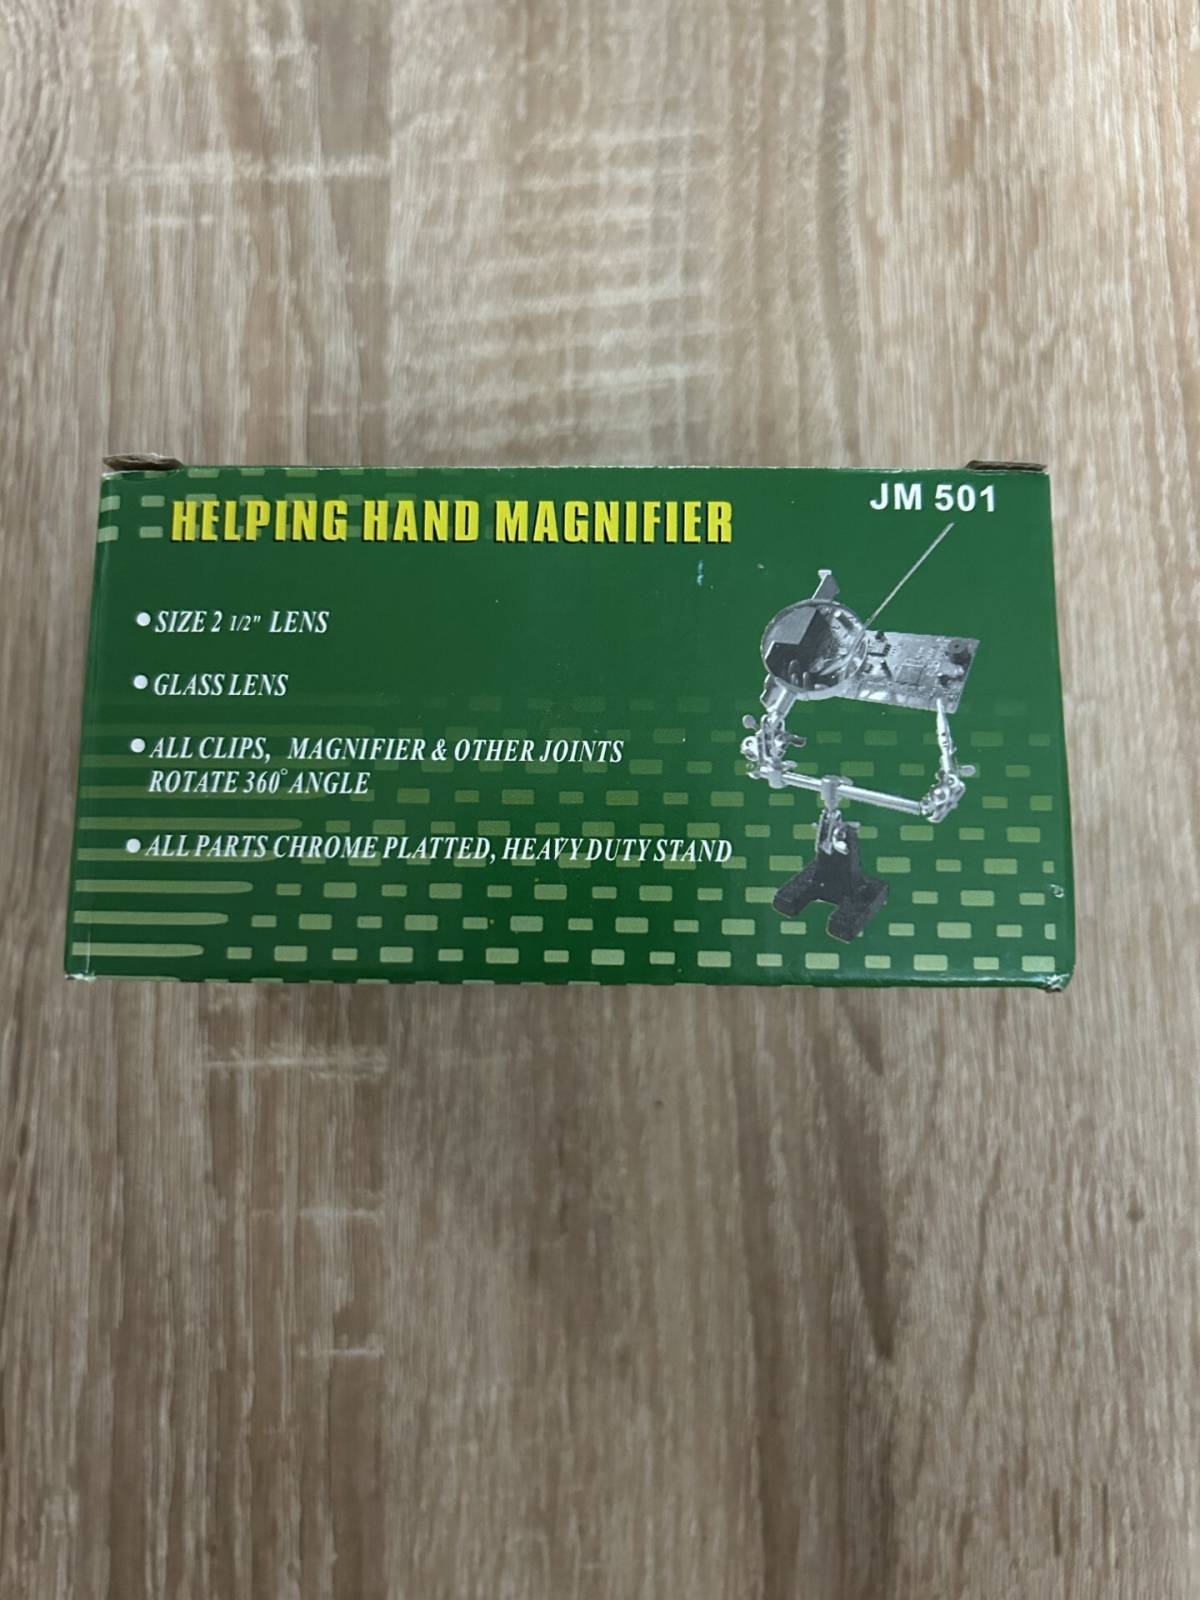 HELPING HAND MAGNIFIER
JM 501
● SIZE 2 1/2" LENS
● GLASS LENS
● ALL CLIPS, MAGNIFIER & OTHER JOINTS
ROTATE 360° ANGLE
● ALL PARTS CHROME PLATTED, HEAVY DUTY STAND